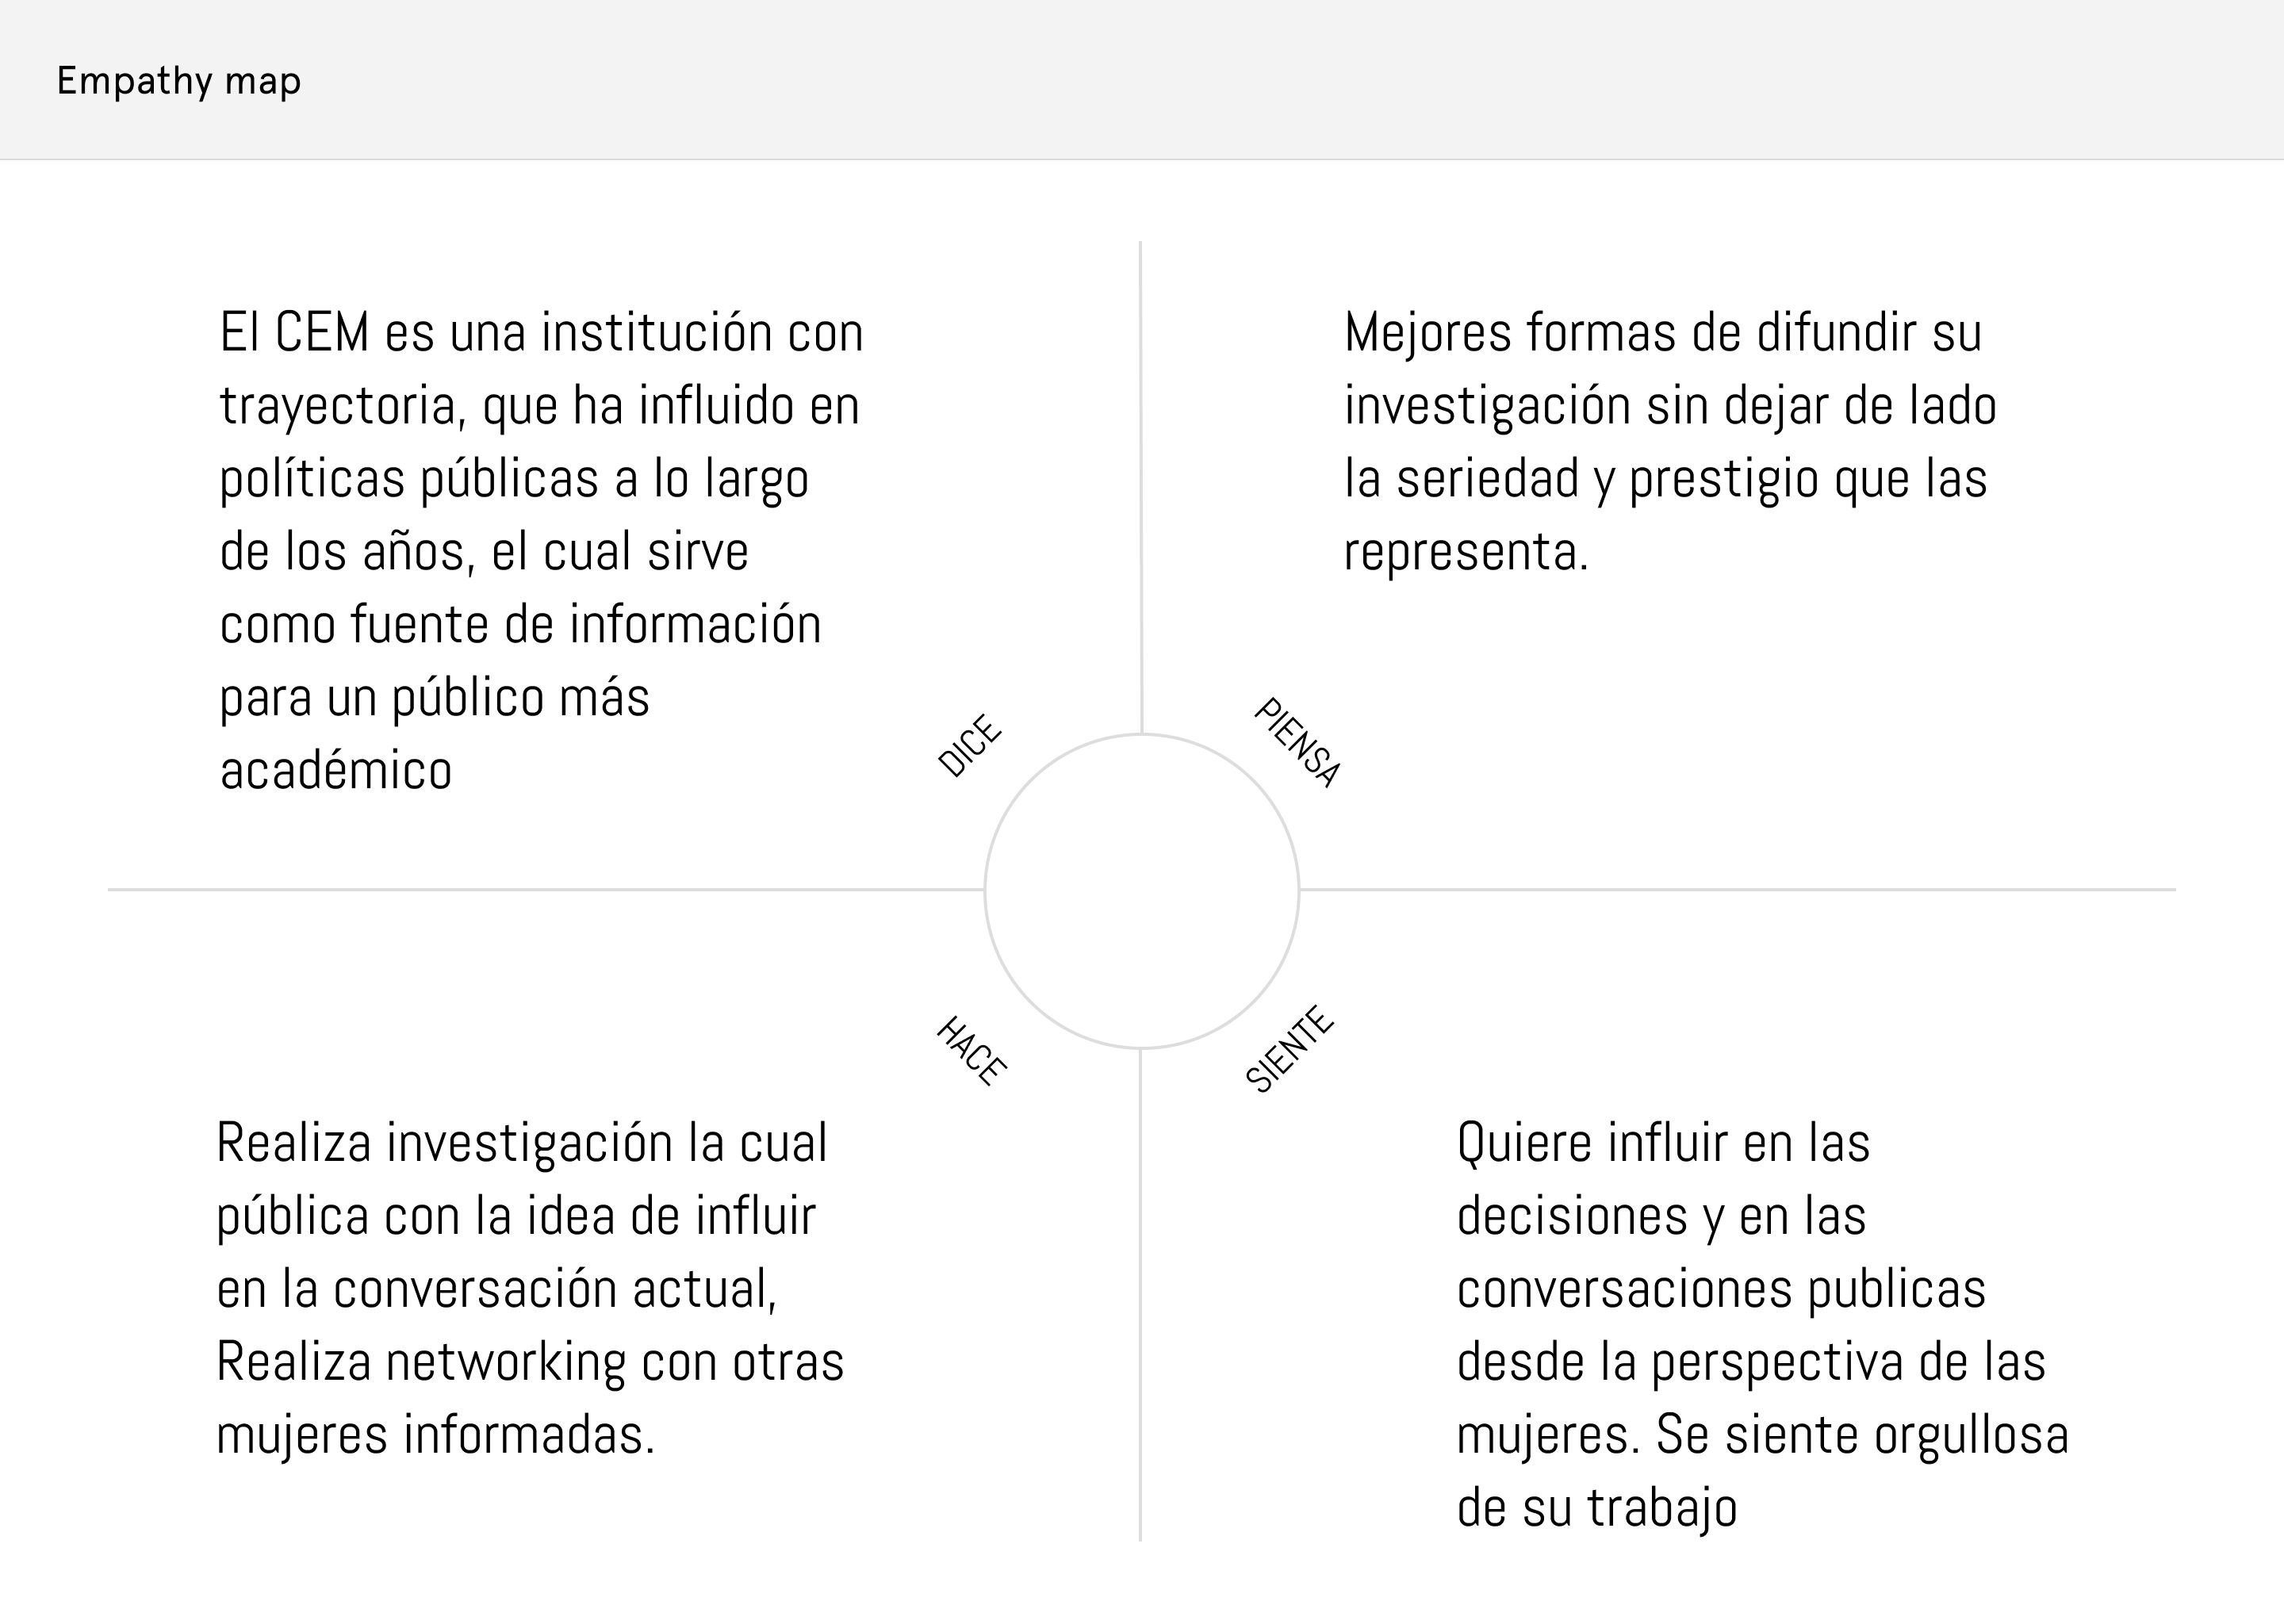 Empathy map
El CEM es una institución con
trayectoria, que ha influido en
políticas públicas a lo largo
de los años, el cual sirve
como fuente de información
para un público más
académico
DICE
Mejores formas de difundir su
investigación sin dejar de lado
la seriedad y prestigio que las
representa.
PIENSA
HACE
Realiza investigación la cual
pública con la idea de influir
en la conversación actual,
Realiza networking con otras
mujeres informadas.
SIENTE
Quiere influir en las
decisiones y en las
conversaciones publicas
desde la perspectiva de las
mujeres. Se siente orgullosa
de su trabajo